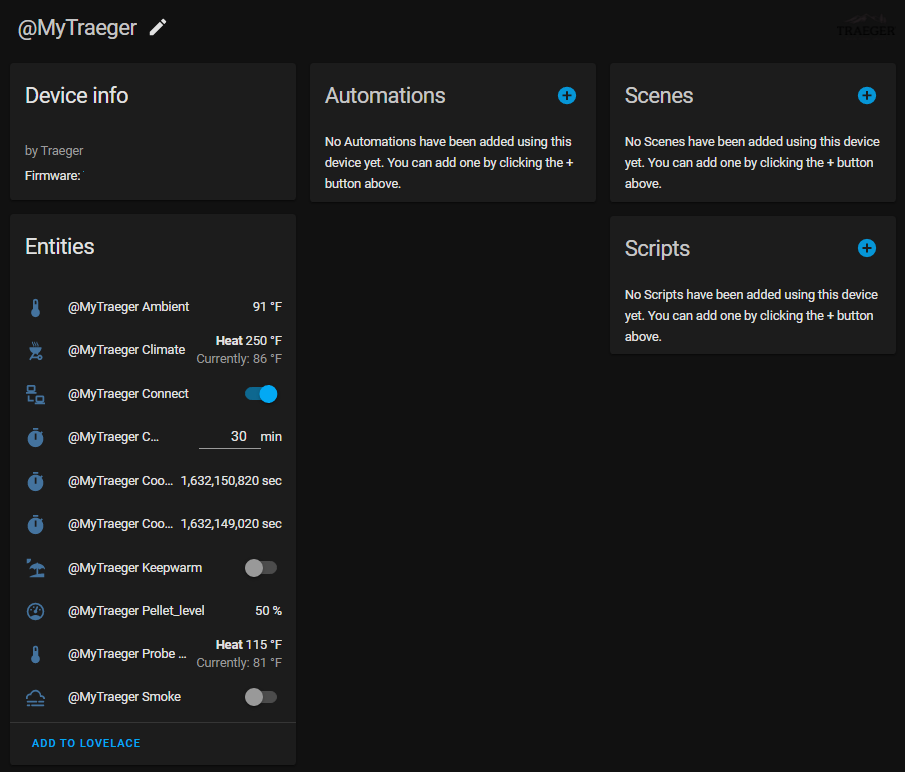 @MyTraeger
TRAEGER
Device info
by Traeger
Firmware:
Automations
No Automations have been added using this
device yet. You can add one by clicking the +
button above.
Scenes
No Scenes have been added using this device
yet. You can add one by clicking the + button
above.
Scripts
No Scripts have been added using this device
yet. You can add one by clicking the + button
above.
Entities
@MyTraeger Ambient 91 °F
@MyTraeger Climate Heat 250 °F
Currently: 86 °F
@MyTraeger Connect
@MyTraeger C... 30 min
@MyTraeger Coo... 1,632,150,820 sec
@MyTraeger Coo... 1,632,149,020 sec
@MyTraeger Keepwarm
@MyTraeger Pellet_level 50 %
@MyTraeger Probe ... Heat 115 °F
Currently: 81 °F
@MyTraeger Smoke
ADD TO LOVELACE